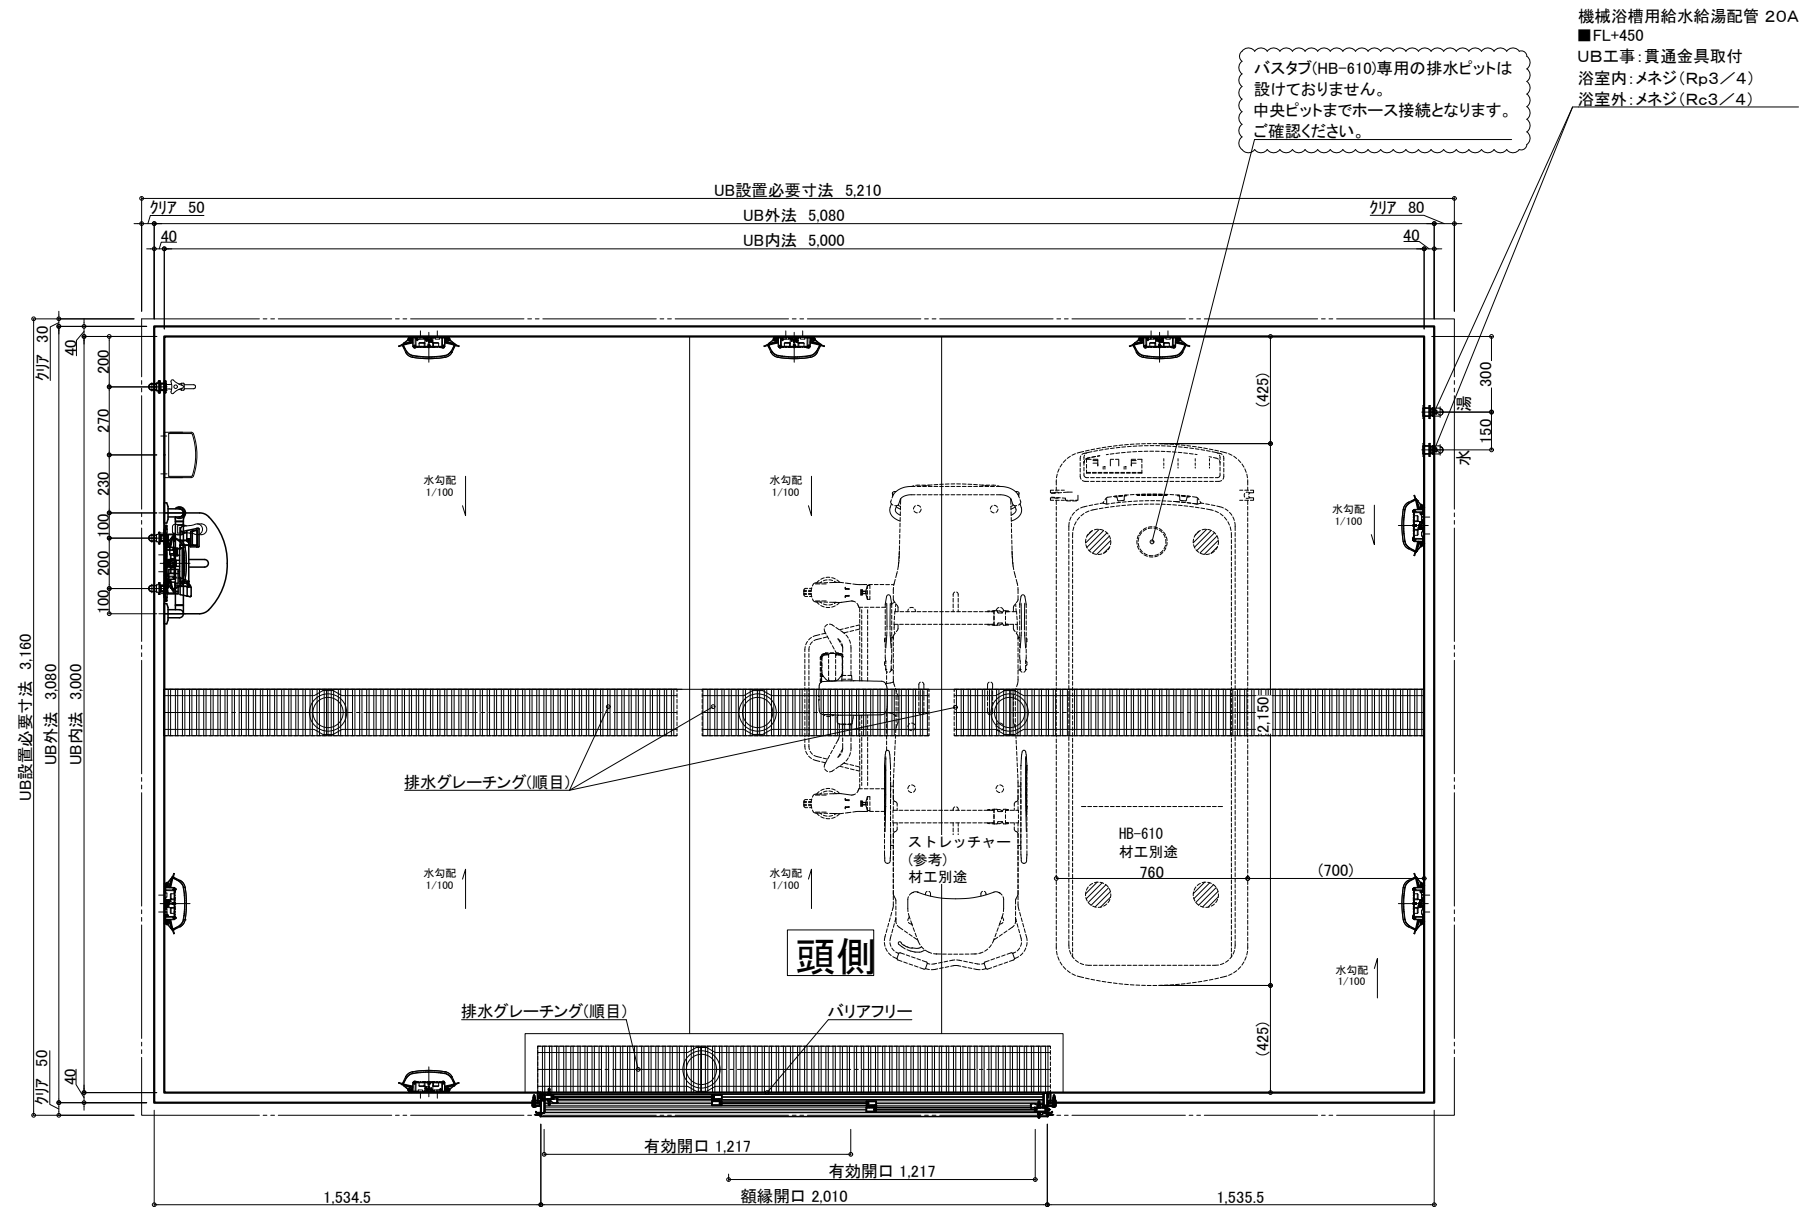 機械浴槽用給水給湯配管 20A
■FL+450
UB工事:貫通金具取付
浴室内:メネジ(Rp3/4)
浴室外:メネジ(Rc3/4)
バスタブ(HB-610)専用の排水ピットは
設けておりません。
中央ピットまでホース接続となります。
ご確認ください。
UB設置必要寸法 5,210
クリア 50
UB外法 5,080
クリア 80
40
UB内法 5,000
40
クリア 30
40
200
270
230
100
200
100
UB設置必要寸法 3,160
UB外法 3,080
UB内法 3,000
クリア 50
40
(425)
300
湯
150
水
水勾配
1/100
水勾配
1/100
水勾配
1/100
2,150
排水グレーチング(順目)
ストレッチャー
(参考)
材工別途
HB-610
材工別途
760
(700)
水勾配
1/100
水勾配
1/100
水勾配
1/100
頭側
排水グレーチング(順目)
バリアフリー
(425)
有効開口 1,217
有効開口 1,217
1,534.5
額縁開口 2,010
1,535.5